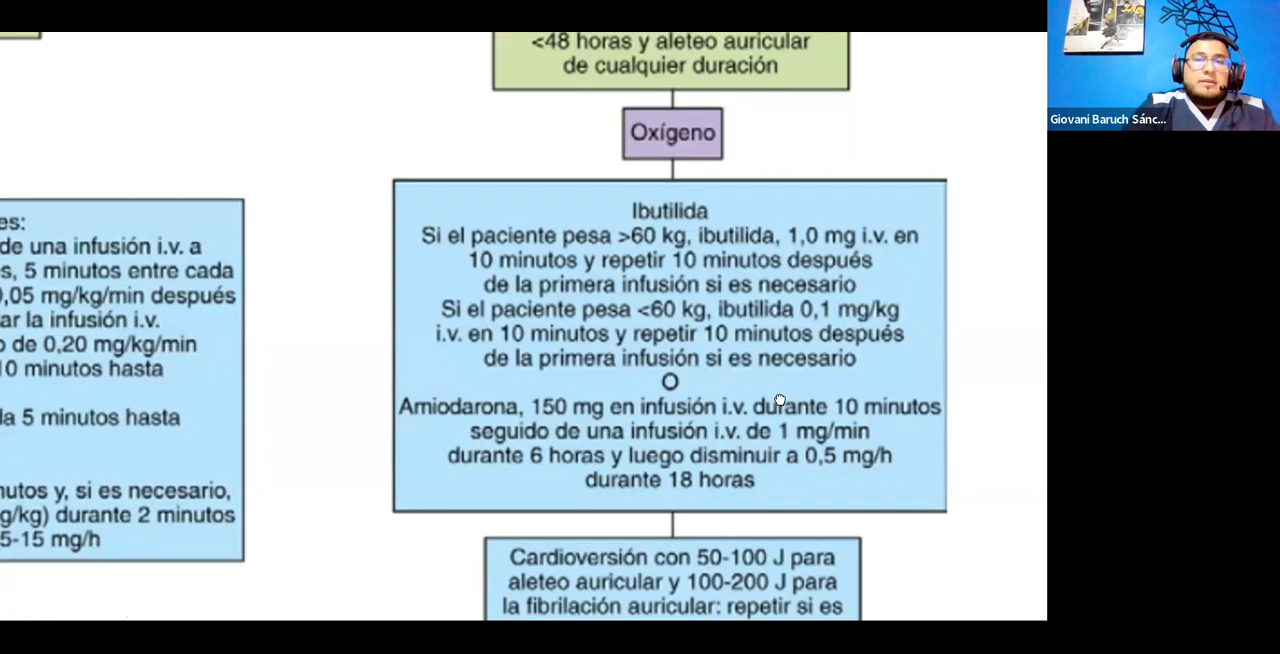 <48 horas y aleteo auricular
de cualquier duración
Oxígeno
es:
de una infusión i.v. a
s, 5 minutos entre cada
0,05 mg/kg/min después
ar la infusión i.v.
o de 0,20 mg/kg/min
10 minutos hasta
da 5 minutos hasta
nutos y, si es necesario,
g/kg) durante 2 minutos
5-15 mg/h
Ibutilida
Si el paciente pesa >60 kg, ibutilida, 1,0 mg i.v. en
10 minutos y repetir 10 minutos después
de la primera infusión si es necesario
Si el paciente pesa <60 kg, ibutilida 0,1 mg/kg
i.v. en 10 minutos y repetir 10 minutos después
de la primera infusión si es necesario
O
Amiodarona, 150 mg en infusión i.v. durante 10 minutos
seguido de una infusión i.v. de 1 mg/min
durante 6 horas y luego disminuir a 0,5 mg/h
durante 18 horas
Cardioversión con 50-100 J para
aleteo auricular y 100-200 J para
la fibrilación auricular: repetir si es
Giovani Baruch Sánc...